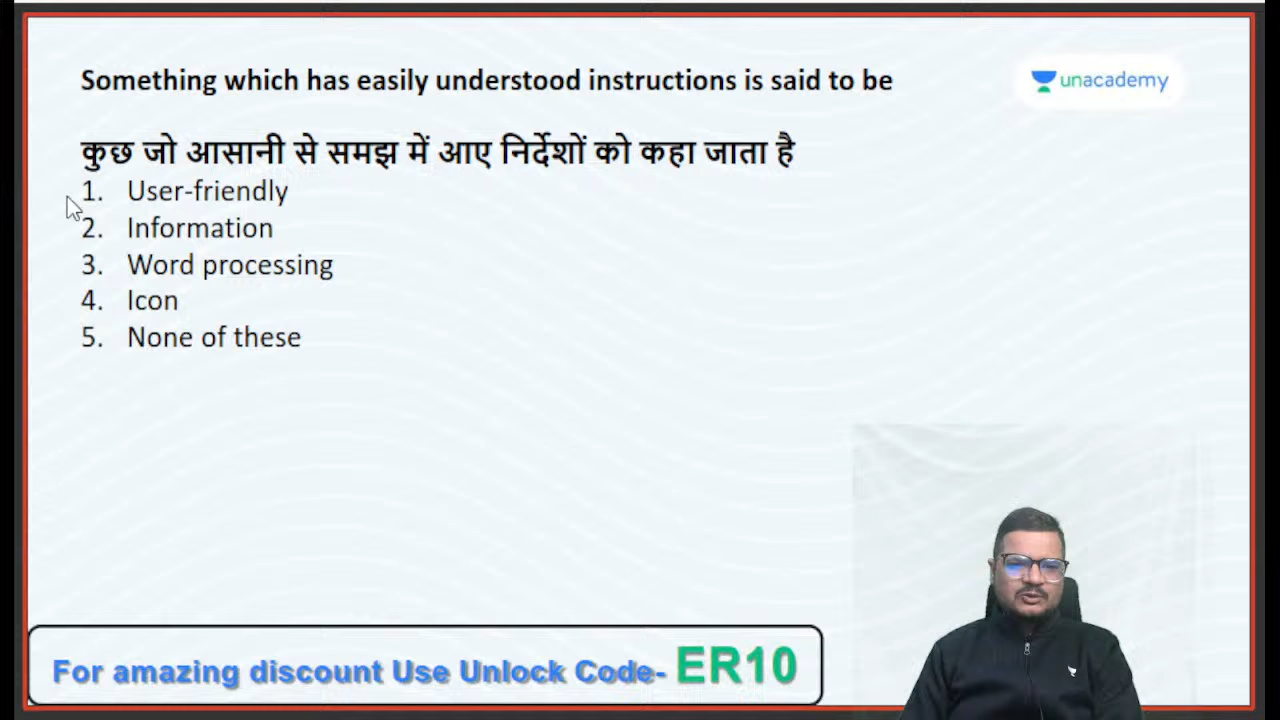 Something which has easily understood instructions is said to be
unacademy
कुछ जो आसानी से समझ में आए निर्देशों को कहा जाता है
1. User-friendly
2. Information
3. Word processing
4. Icon
5. None of these
For amazing discount Use Unlock Code- ER10